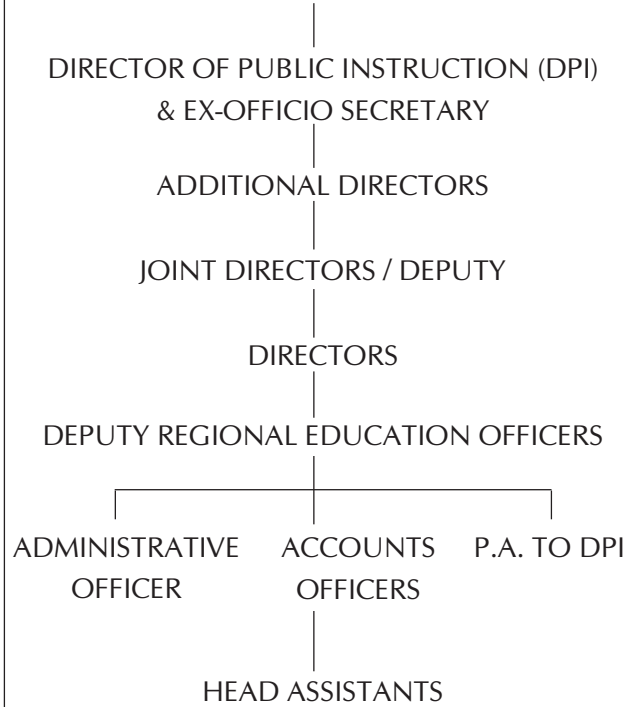 DIRECTOR OF PUBLIC INSTRUCTION (DPI)
& EX-OFFICIO SECRETARY
ADDITIONAL DIRECTORS
JOINT DIRECTORS / DEPUTY
DIRECTORS
DEPUTY REGIONAL EDUCATION OFFICERS
ADMINISTRATIVE OFFICER
ACCOUNTS OFFICERS
P.A. TO DPI
HEAD ASSISTANTS